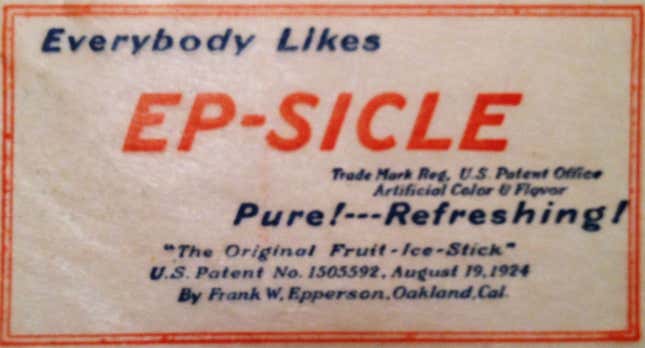 Everybody Likes
EP-SICLE
Trade Mark Reg. U.S. Patent Office
Artificial Color & Flavor
Pure!---Refreshing!
"The Original Fruit-Ice-Stick"
U.S. Patent No. 1505592, August 19, 1924
By Frank W. Epperson, Oakland, Cal.